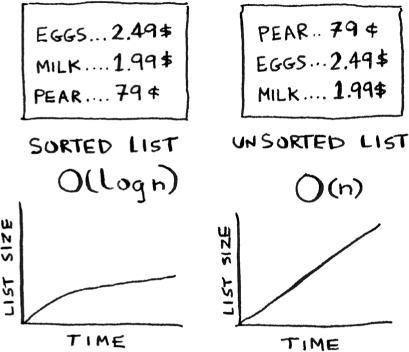 EGGS...2.49$
MILK....1.99$
PEAR....79¢
SORTED LIST
O(log n)
LIST SIZE
TIME
PEAR..79¢
EGGS...2.49$
MILK....1.99$
UNSORTED LIST
O(n)
LIST SIZE
TIME